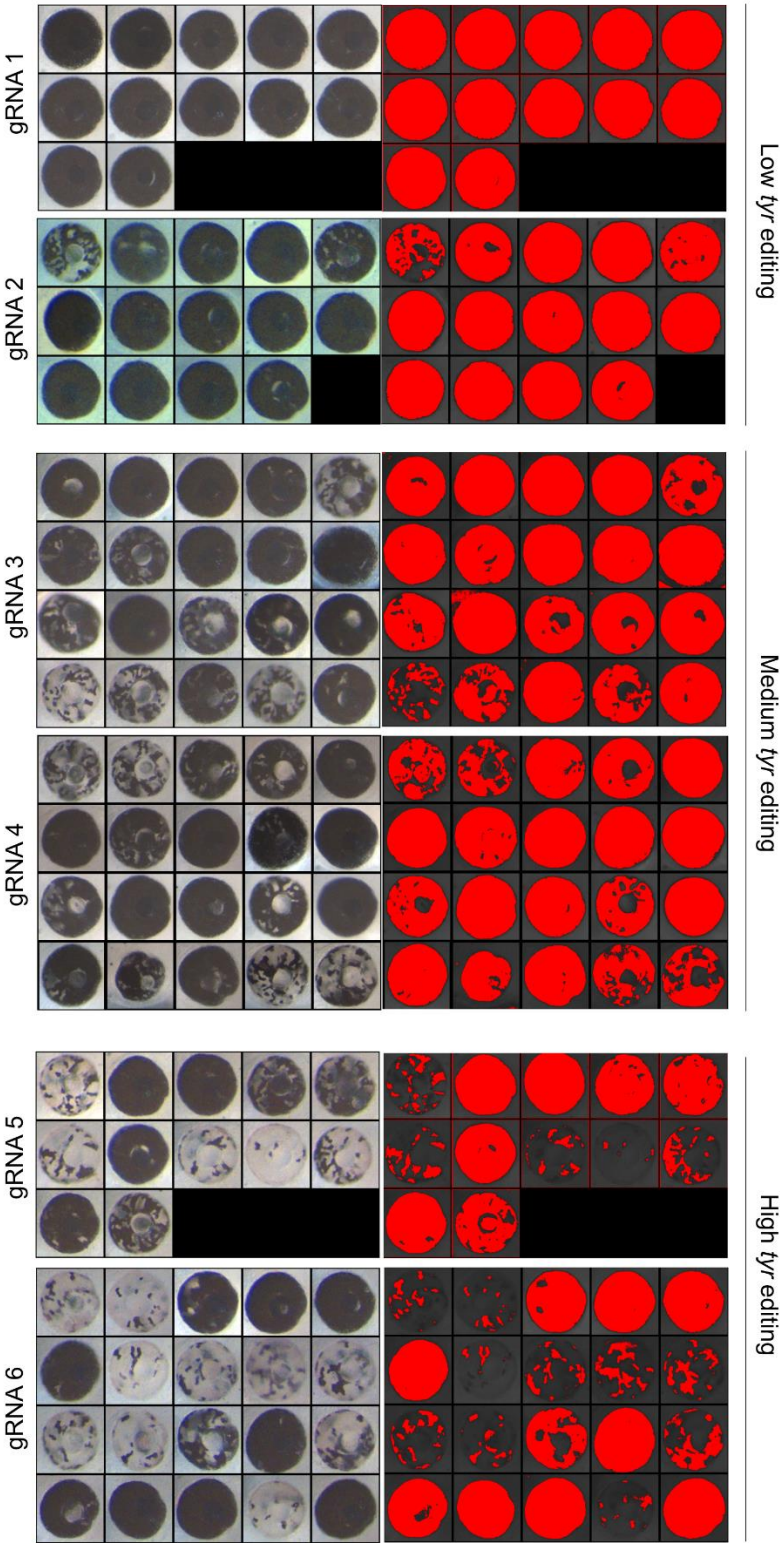 gRNA 1
gRNA 2
gRNA 3
gRNA 4
gRNA 5
gRNA 6
Low tyr editing
Medium tyr editing
High tyr editing